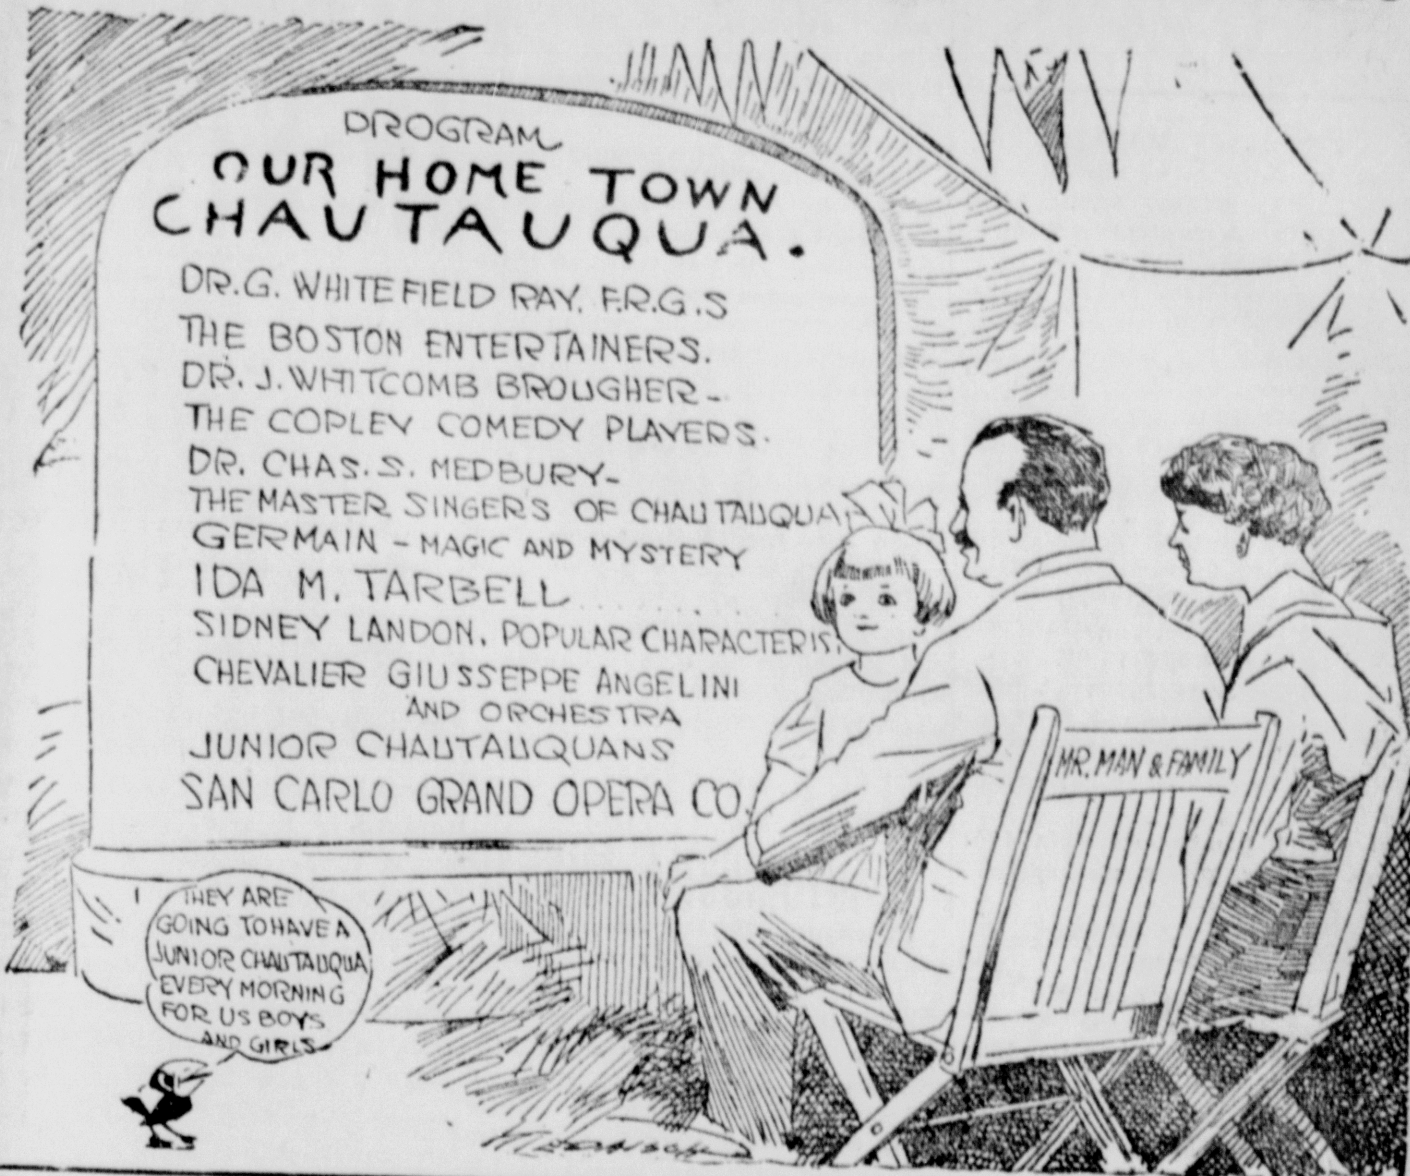 PROGRAM
OUR HOME TOWN
CHAUTAUQUA.
DR. G. WHITEFIELD RAY. F.R.G.S
THE BOSTON ENTERTAINERS.
DR. J. WHITCOMB BROUGHER-
THE COPLEY COMEDY PLAYERS.
DR. CHAS. S. MEDBURY-
THE MASTER SINGERS OF CHAUTAUQUA
GERMAIN - MAGIC AND MYSTERY
IDA M. TARBELL
SIDNEY LANDON. POPULAR CHARACTERIST
CHEVALIER GIUSSEPPE ANGELINI
AND ORCHESTRA
JUNIOR CHAUTAUQUANS
SAN CARLO GRAND OPERA CO.
MR. MAN & FAMILY
THEY ARE
GOING TO HAVE A
JUNIOR CHAUTAUQUA
EVERY MORNING
FOR US BOYS
AND GIRLS